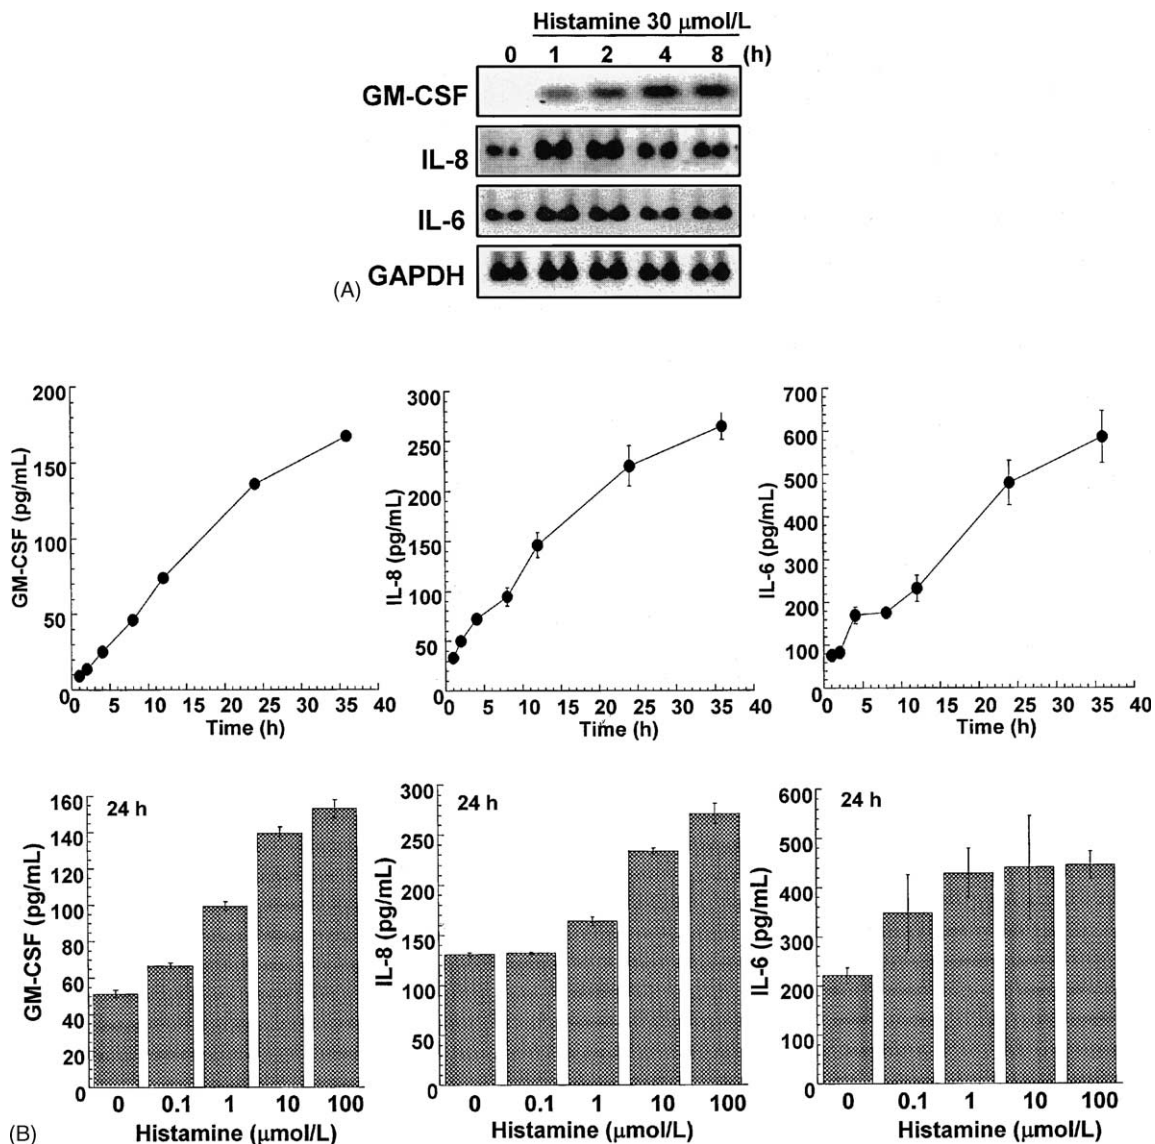 Histamine 30 μmol/L
0 1 2 4 8 (h)
GM-CSF
IL-8
IL-6
GAPDH
(A)
200
150
100
50
0
GM-CSF (pg/mL)
0 5 10 15 20 25 30 35 40
Time (h)
300
250
200
150
100
50
0
IL-8 (pg/mL)
0 5 10 15 20 25 30 35 40
Time (h)
700
600
500
400
300
200
100
0
IL-6 (pg/mL)
0 5 10 15 20 25 30 35 40
Time (h)
24 h
160
140
120
100
80
60
40
20
0
GM-CSF (pg/mL)
0 0.1 1 10 100
Histamine (μmol/L)
24 h
300
250
200
150
100
50
0
IL-8 (pg/mL)
0 0.1 1 10 100
Histamine (μmol/L)
24 h
600
500
400
300
200
100
0
IL-6 (pg/mL)
0 0.1 1 10 100
Histamine (μmol/L)
(B)